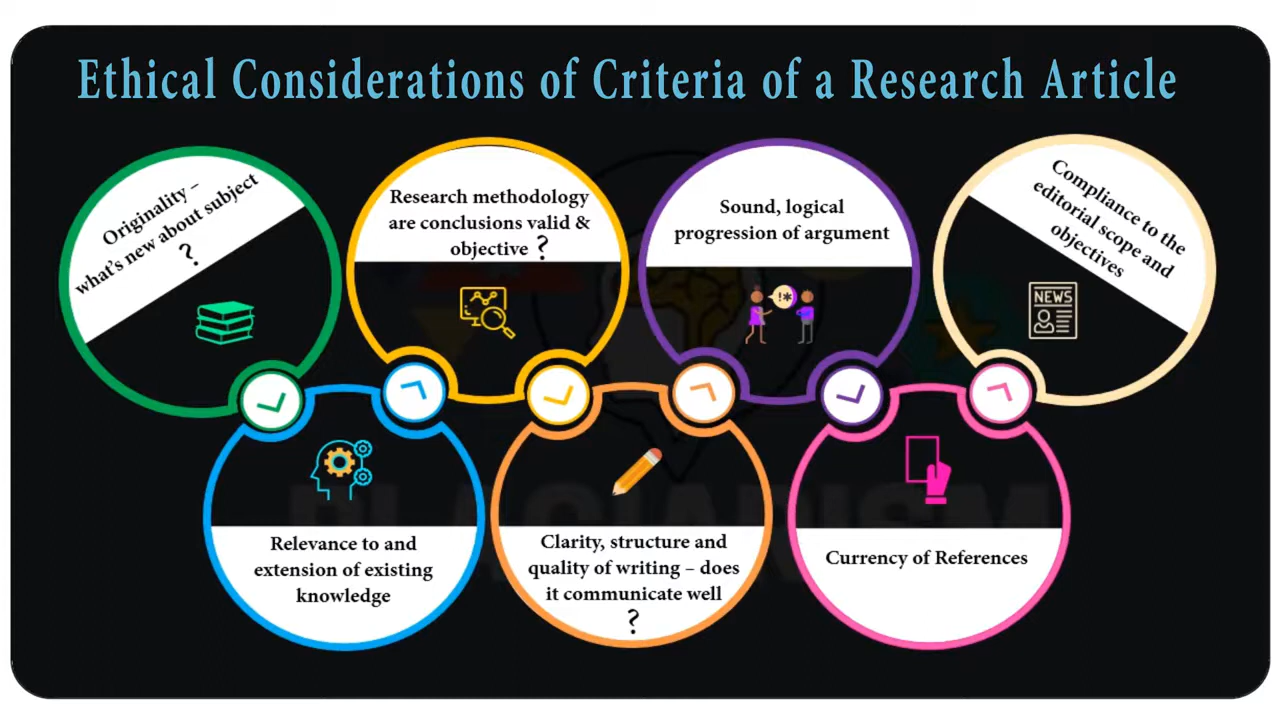 Ethical Considerations of Criteria of a Research Article
Originality –
what's new about subject
?
Relevance to and
extension of existing
knowledge
Research methodology
are conclusions valid &
objective ?
Clarity, structure and
quality of writing – does
it communicate well
?
Sound, logical
progression of argument
!*
Currency of References
Compliance to the
editorial scope and
objectives
NEWS
PLAGIARISM